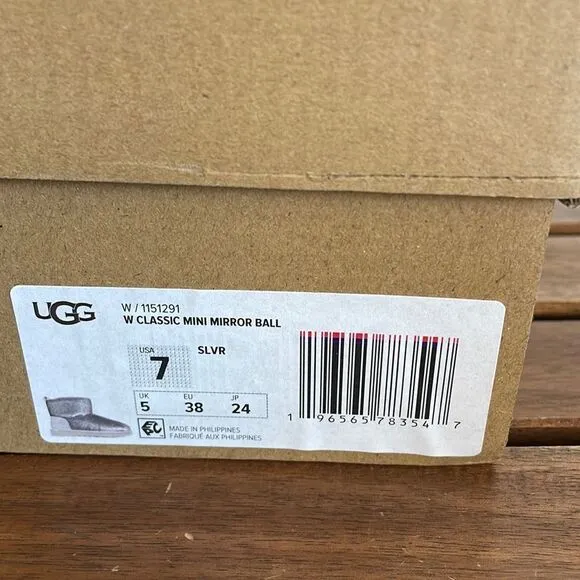 UGG
W / 1151291
W CLASSIC MINI MIRROR BALL
USA
7
SLVR
UK EU JP
5 38 24
MADE IN PHILIPPINES
FABRIQUÉ AUX PHILIPPINES
1 96565 78354 7